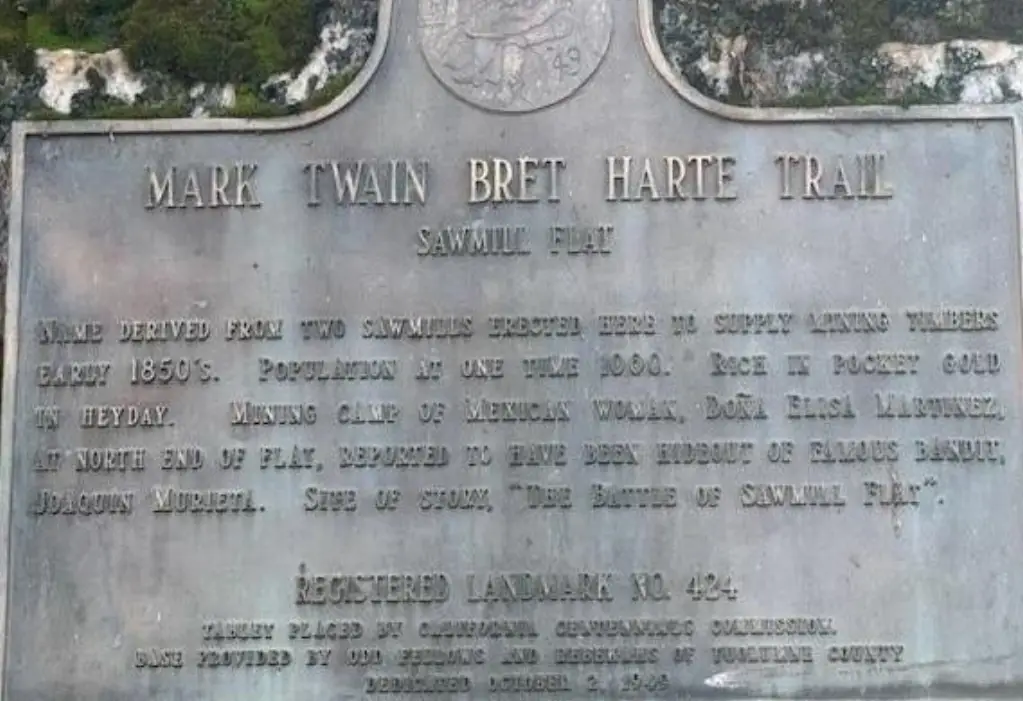 49
MARK TWAIN BRET HARTE TRAIL
SAWMILL FLAT
NAME DERIVED FROM TWO SAWMILLS ERECTED HERE TO SUPPLY MINING TIMBERS
EARLY 1850'S. POPULATION AT ONE TIME 1000. RICH IN POCKET GOLD
IN HEYDAY. MINING CAMP OF MEXICAN WOMAN, DOÑA ELISA MARTINEZ,
AT NORTH END OF FLAT, REPORTED TO HAVE BEEN HIDEOUT OF FAMOUS BANDIT,
JOAQUIN MURIETA. SITE OF STORY, "THE BATTLE OF SAWMILL FLAT".
REGISTERED LANDMARK NO. 424
TABLET PLACED BY CALIFORNIA CENTENNIALS COMMISSION.
BASE PROVIDED BY ODD FELLOWS AND REBEKAHS OF TUOLUMNE COUNTY
DEDICATED OCTOBER 2, 1949